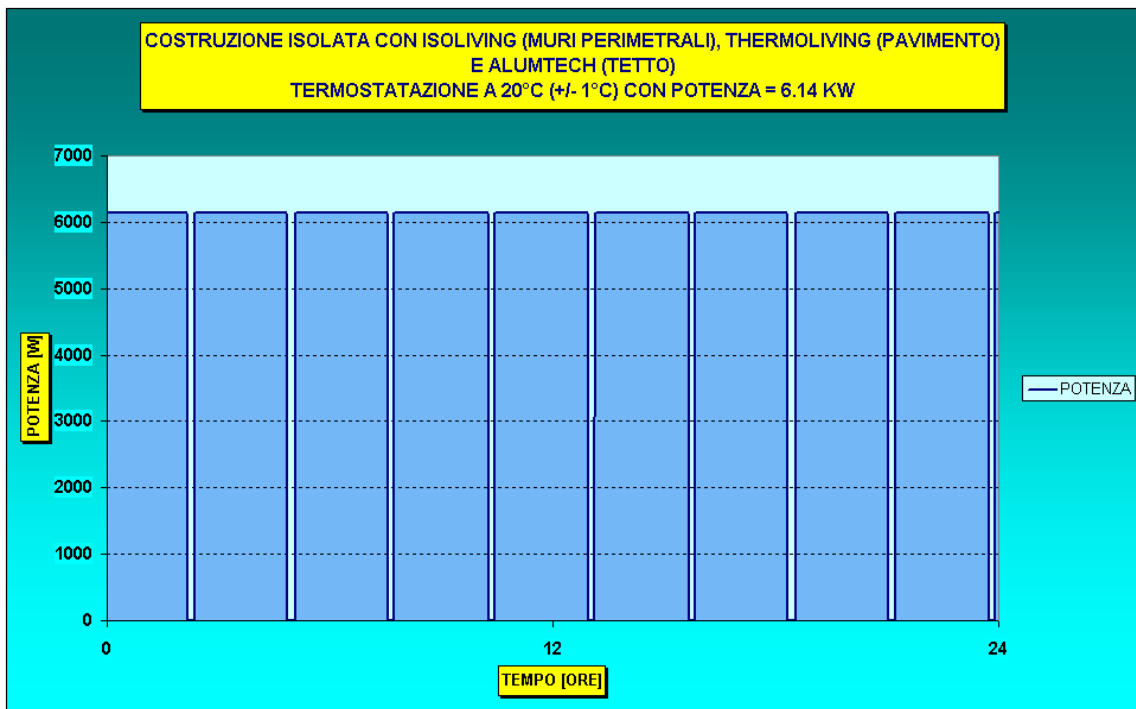 COSTRUZIONE ISOLATA CON ISOLIVING (MURI PERIMETRALI), THERMOLIVING (PAVIMENTO)
E ALUMTECH (TETTO)
TERMOSTATAZIONE A 20°C (+/- 1°C) CON POTENZA = 6.14 KW
7000
6000
5000
4000
3000
2000
1000
0
POTENZA [W]
0
12
24
TEMPO [ORE]
POTENZA